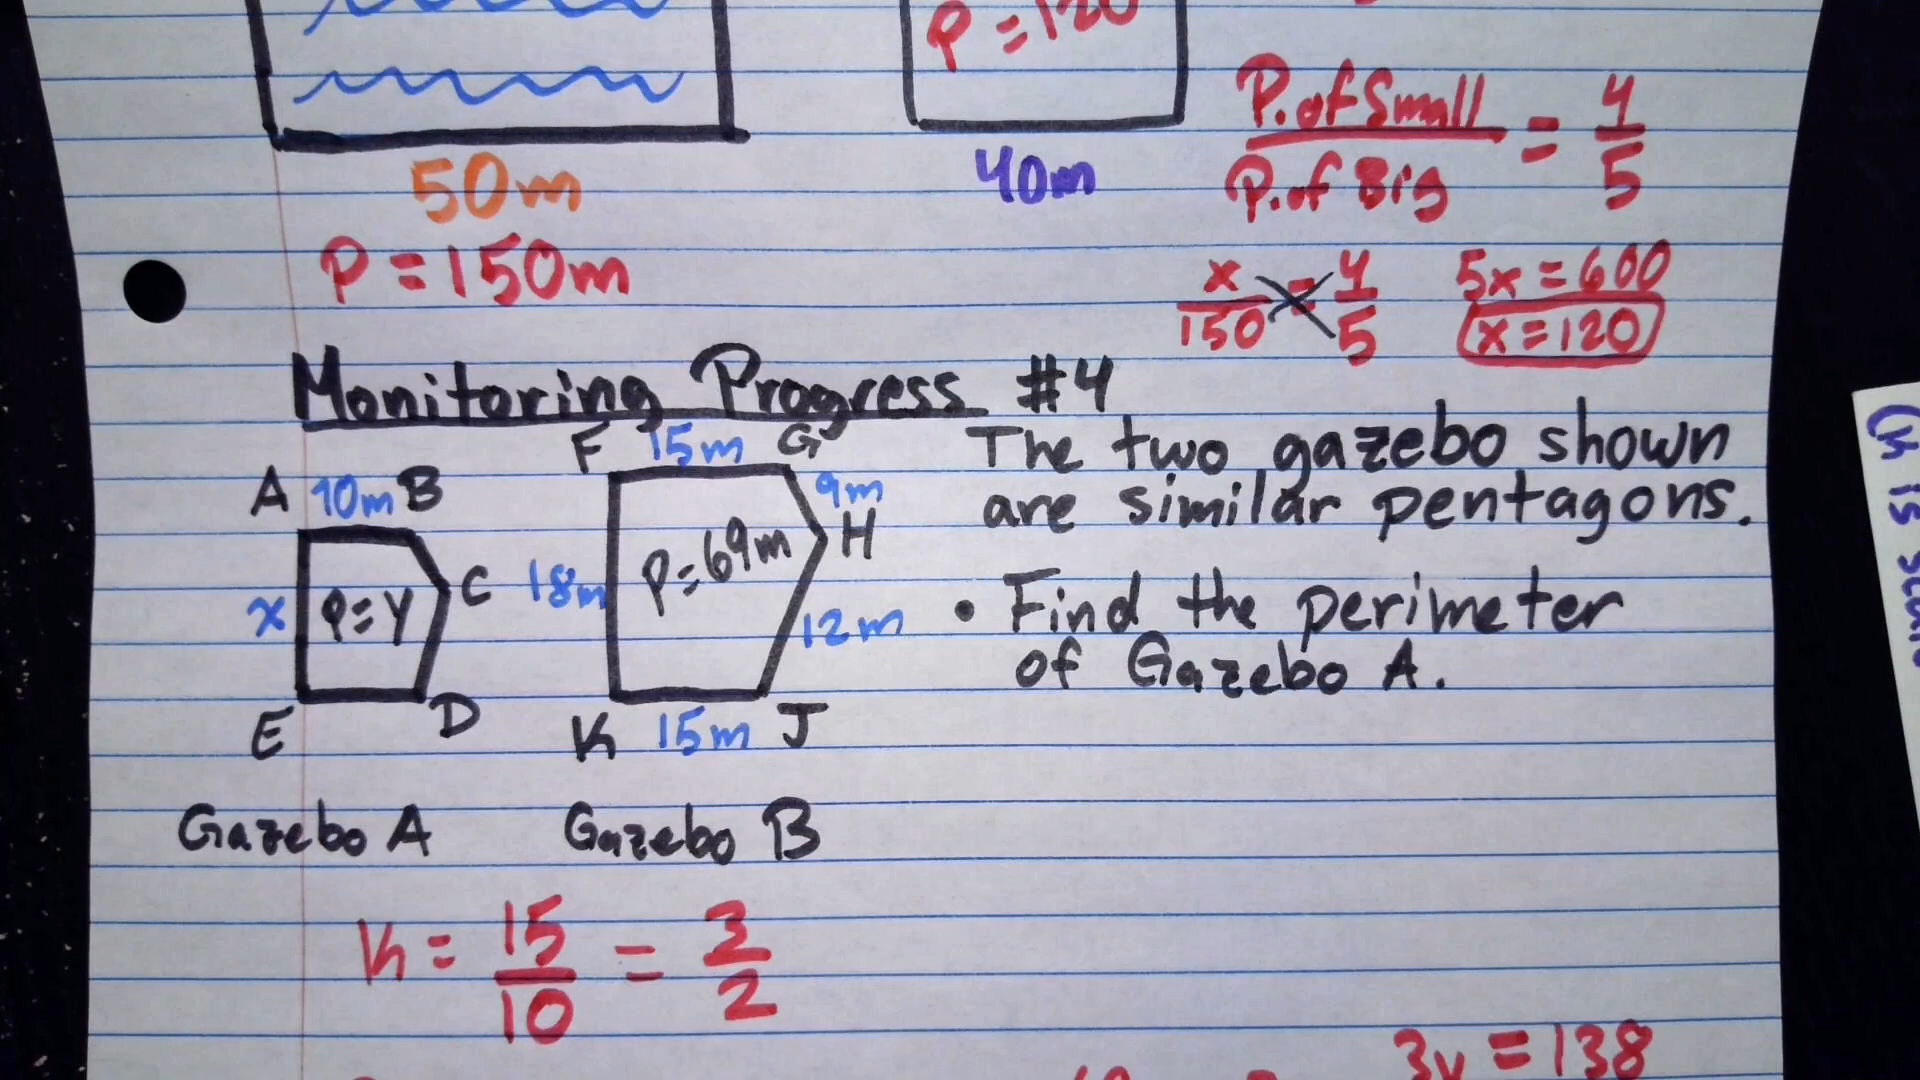 P = 120
P. of Small
P. of Big
= 4/5
50m
40m
P = 150m
x/150 = 4/5
5x = 600
x = 120
Monitoring Progress #4
A 10m B
C
D
E
x
P = y
F 15m G
9m
H
18m
P = 69m
12m
K 15m J
The two gazebo shown
are similar pentagons.
• Find the perimeter
of Gazebo A.
Gazebo A
Gazebo B
K = 15/10 = 3/2
3y = 138